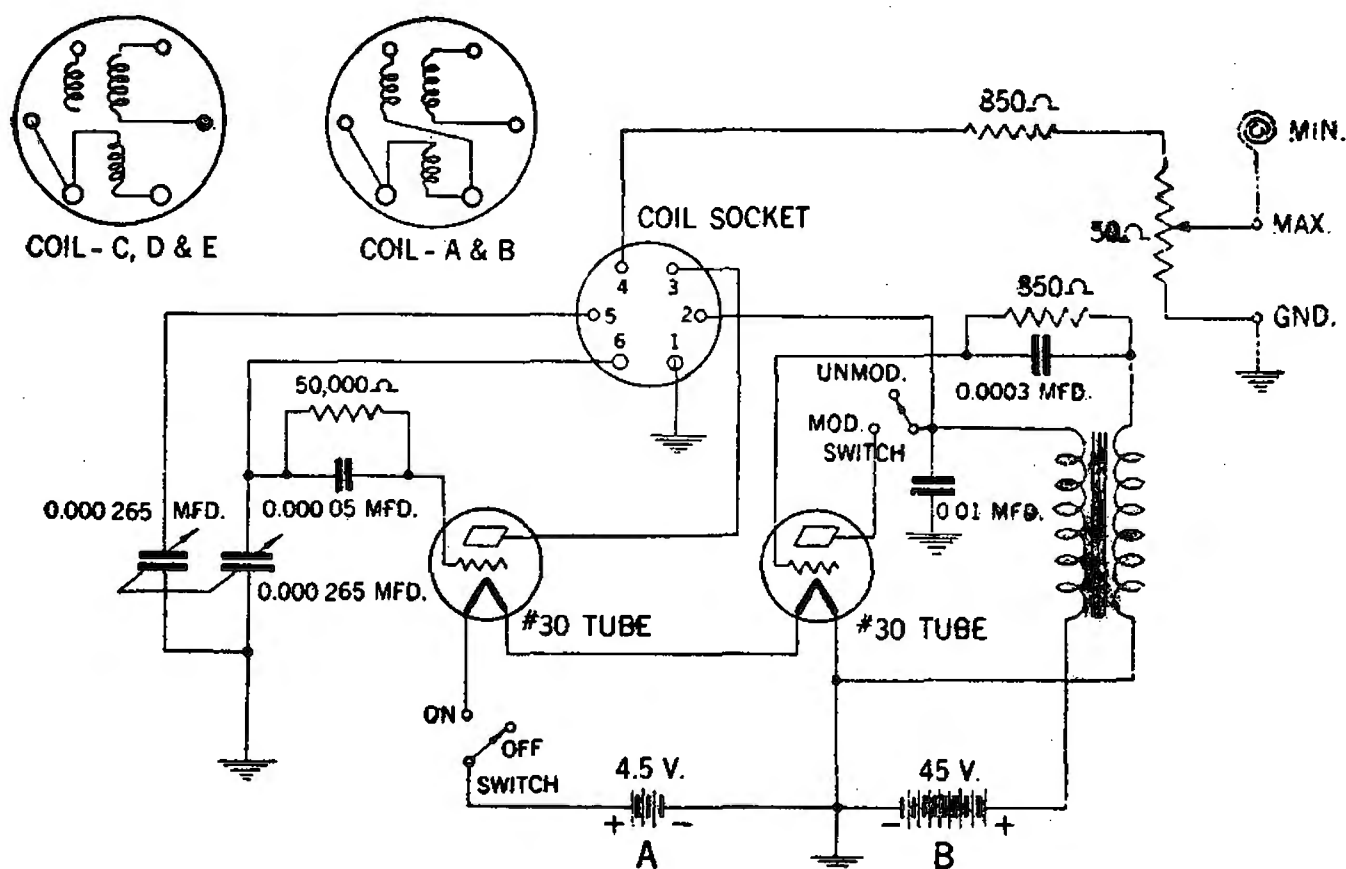 COIL - C, D & E
COIL - A & B
850Ω
MIN.
COIL SOCKET
MAX.
50Ω
4
3
5
2
6
1
850Ω
GND.
50,000Ω
UNMOD.
0.0003 MFD.
MOD.
SWITCH
0.000 265 MFD.
0.000 05 MFD.
0.01 MFD.
0.000 265 MFD.
#30 TUBE
#30 TUBE
ON
OFF
SWITCH
4.5 V.
45 V.
+ -
- +
A
B